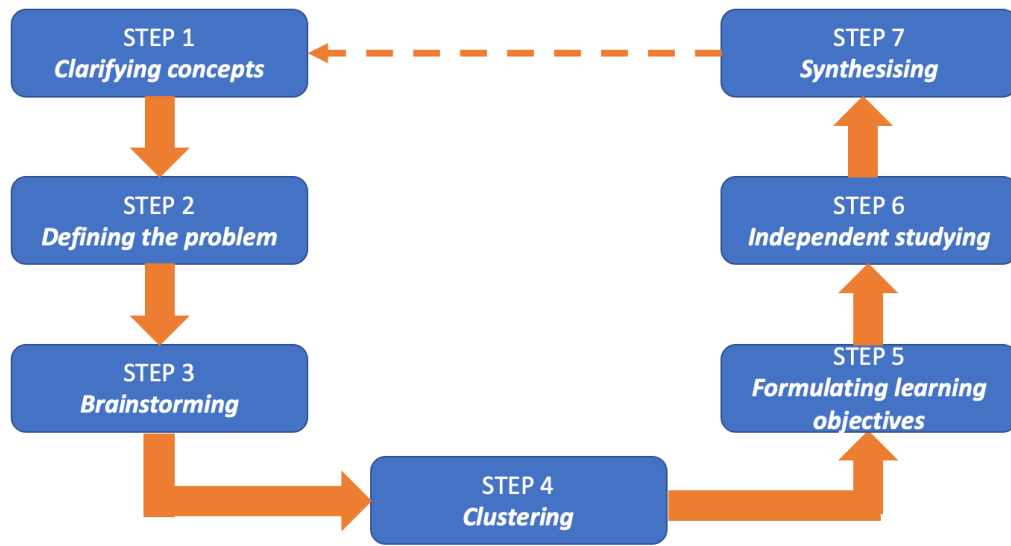 STEP 1
Clarifying concepts
STEP 2
Defining the problem
STEP 3
Brainstorming
STEP 4
Clustering
STEP 5
Formulating learning
objectives
STEP 6
Independent studying
STEP 7
Synthesising